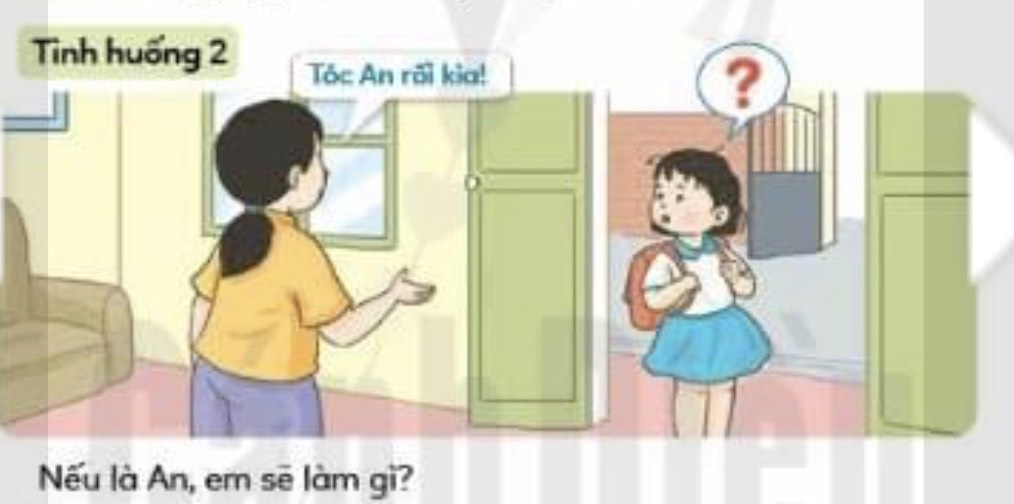 Tình huống 2
Tóc An rối kìa!
?
Nếu là An, em sẽ làm gì?